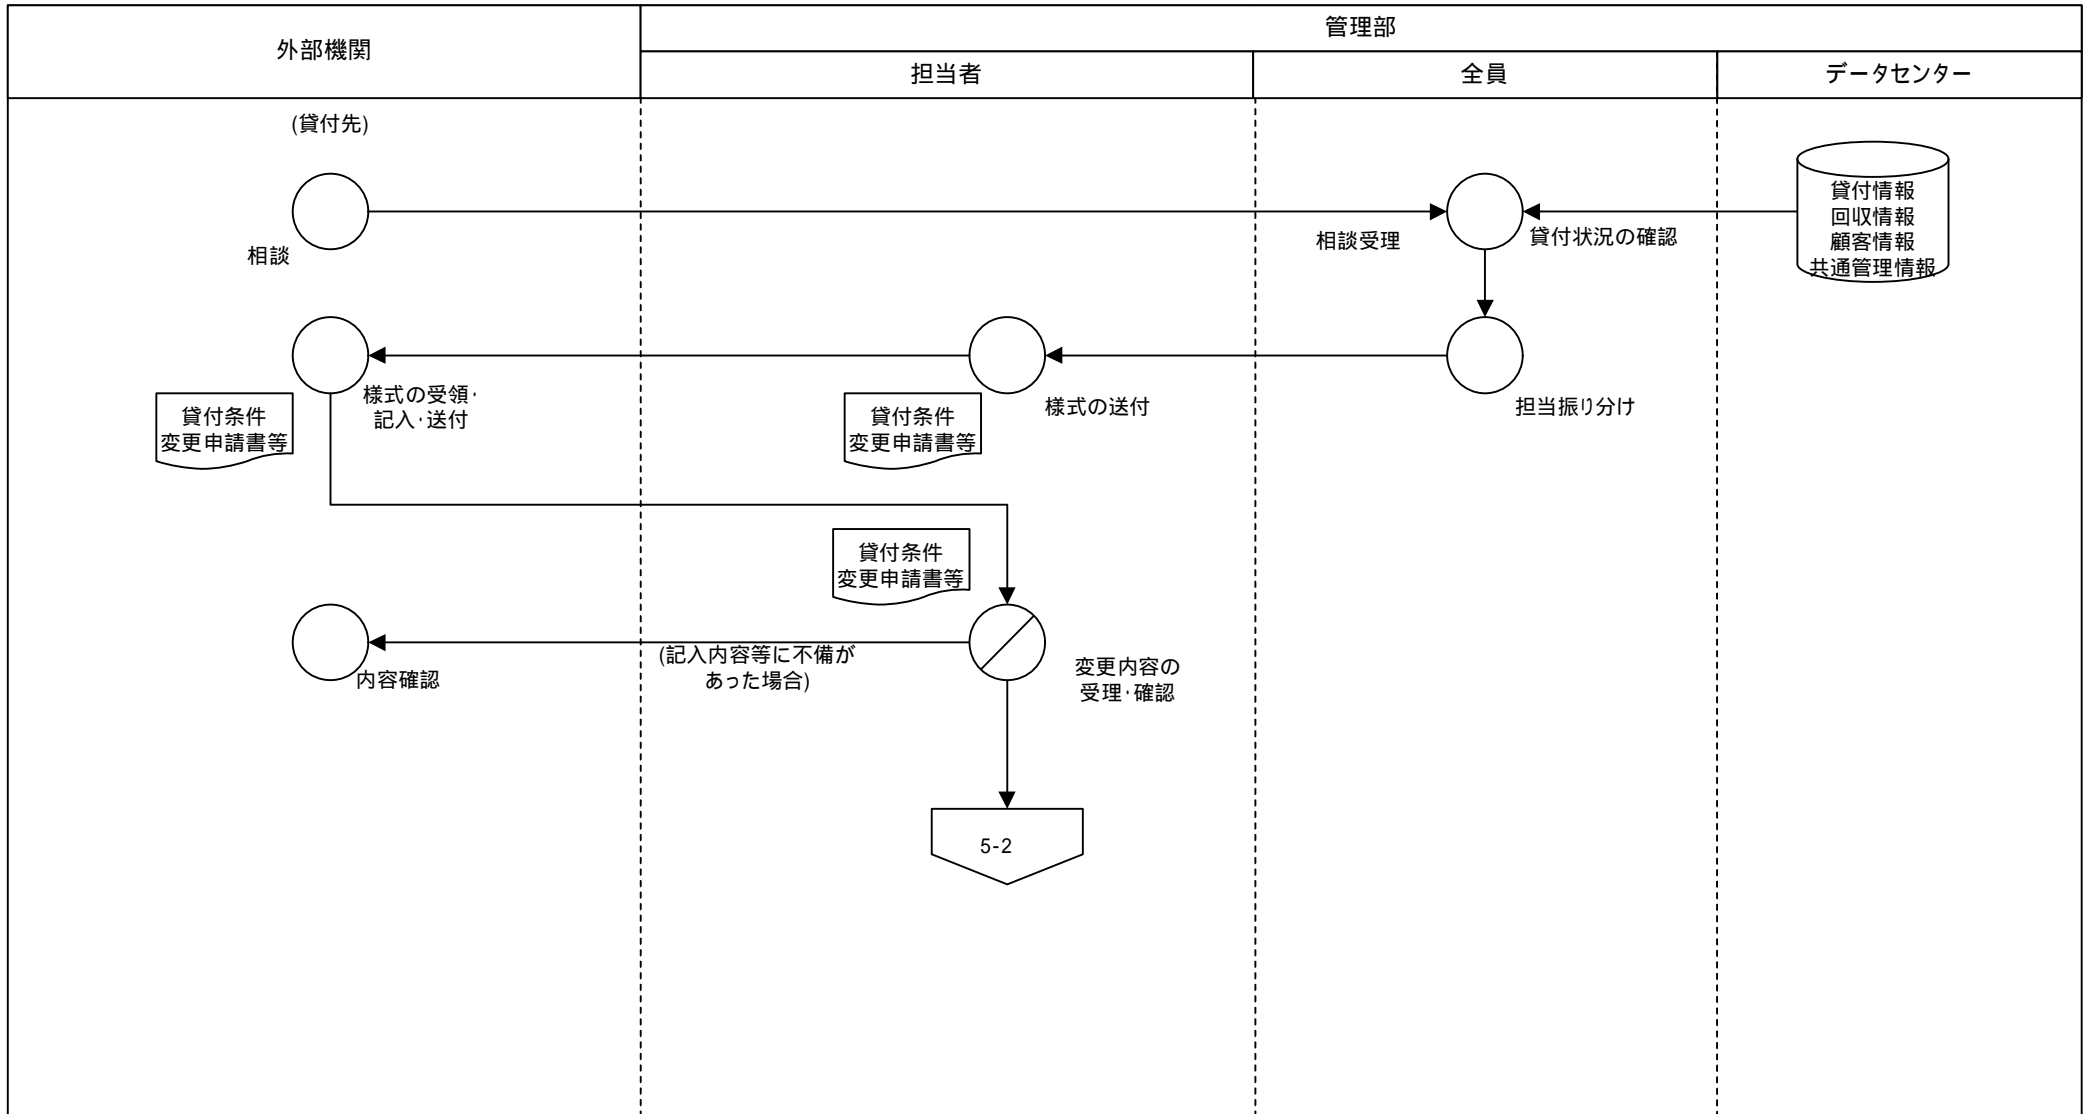 外部機関
管理部
担当者
全員
データセンター
(貸付先)
相談
相談受理
貸付状況の確認
貸付情報
回収情報
顧客情報
共通管理情報
様式の受領・
記入・送付
貸付条件
変更申請書等
様式の送付
貸付条件
変更申請書等
担当振り分け
貸付条件
変更申請書等
内容確認
(記入内容等に不備が
あった場合)
変更内容の
受理・確認
5-2